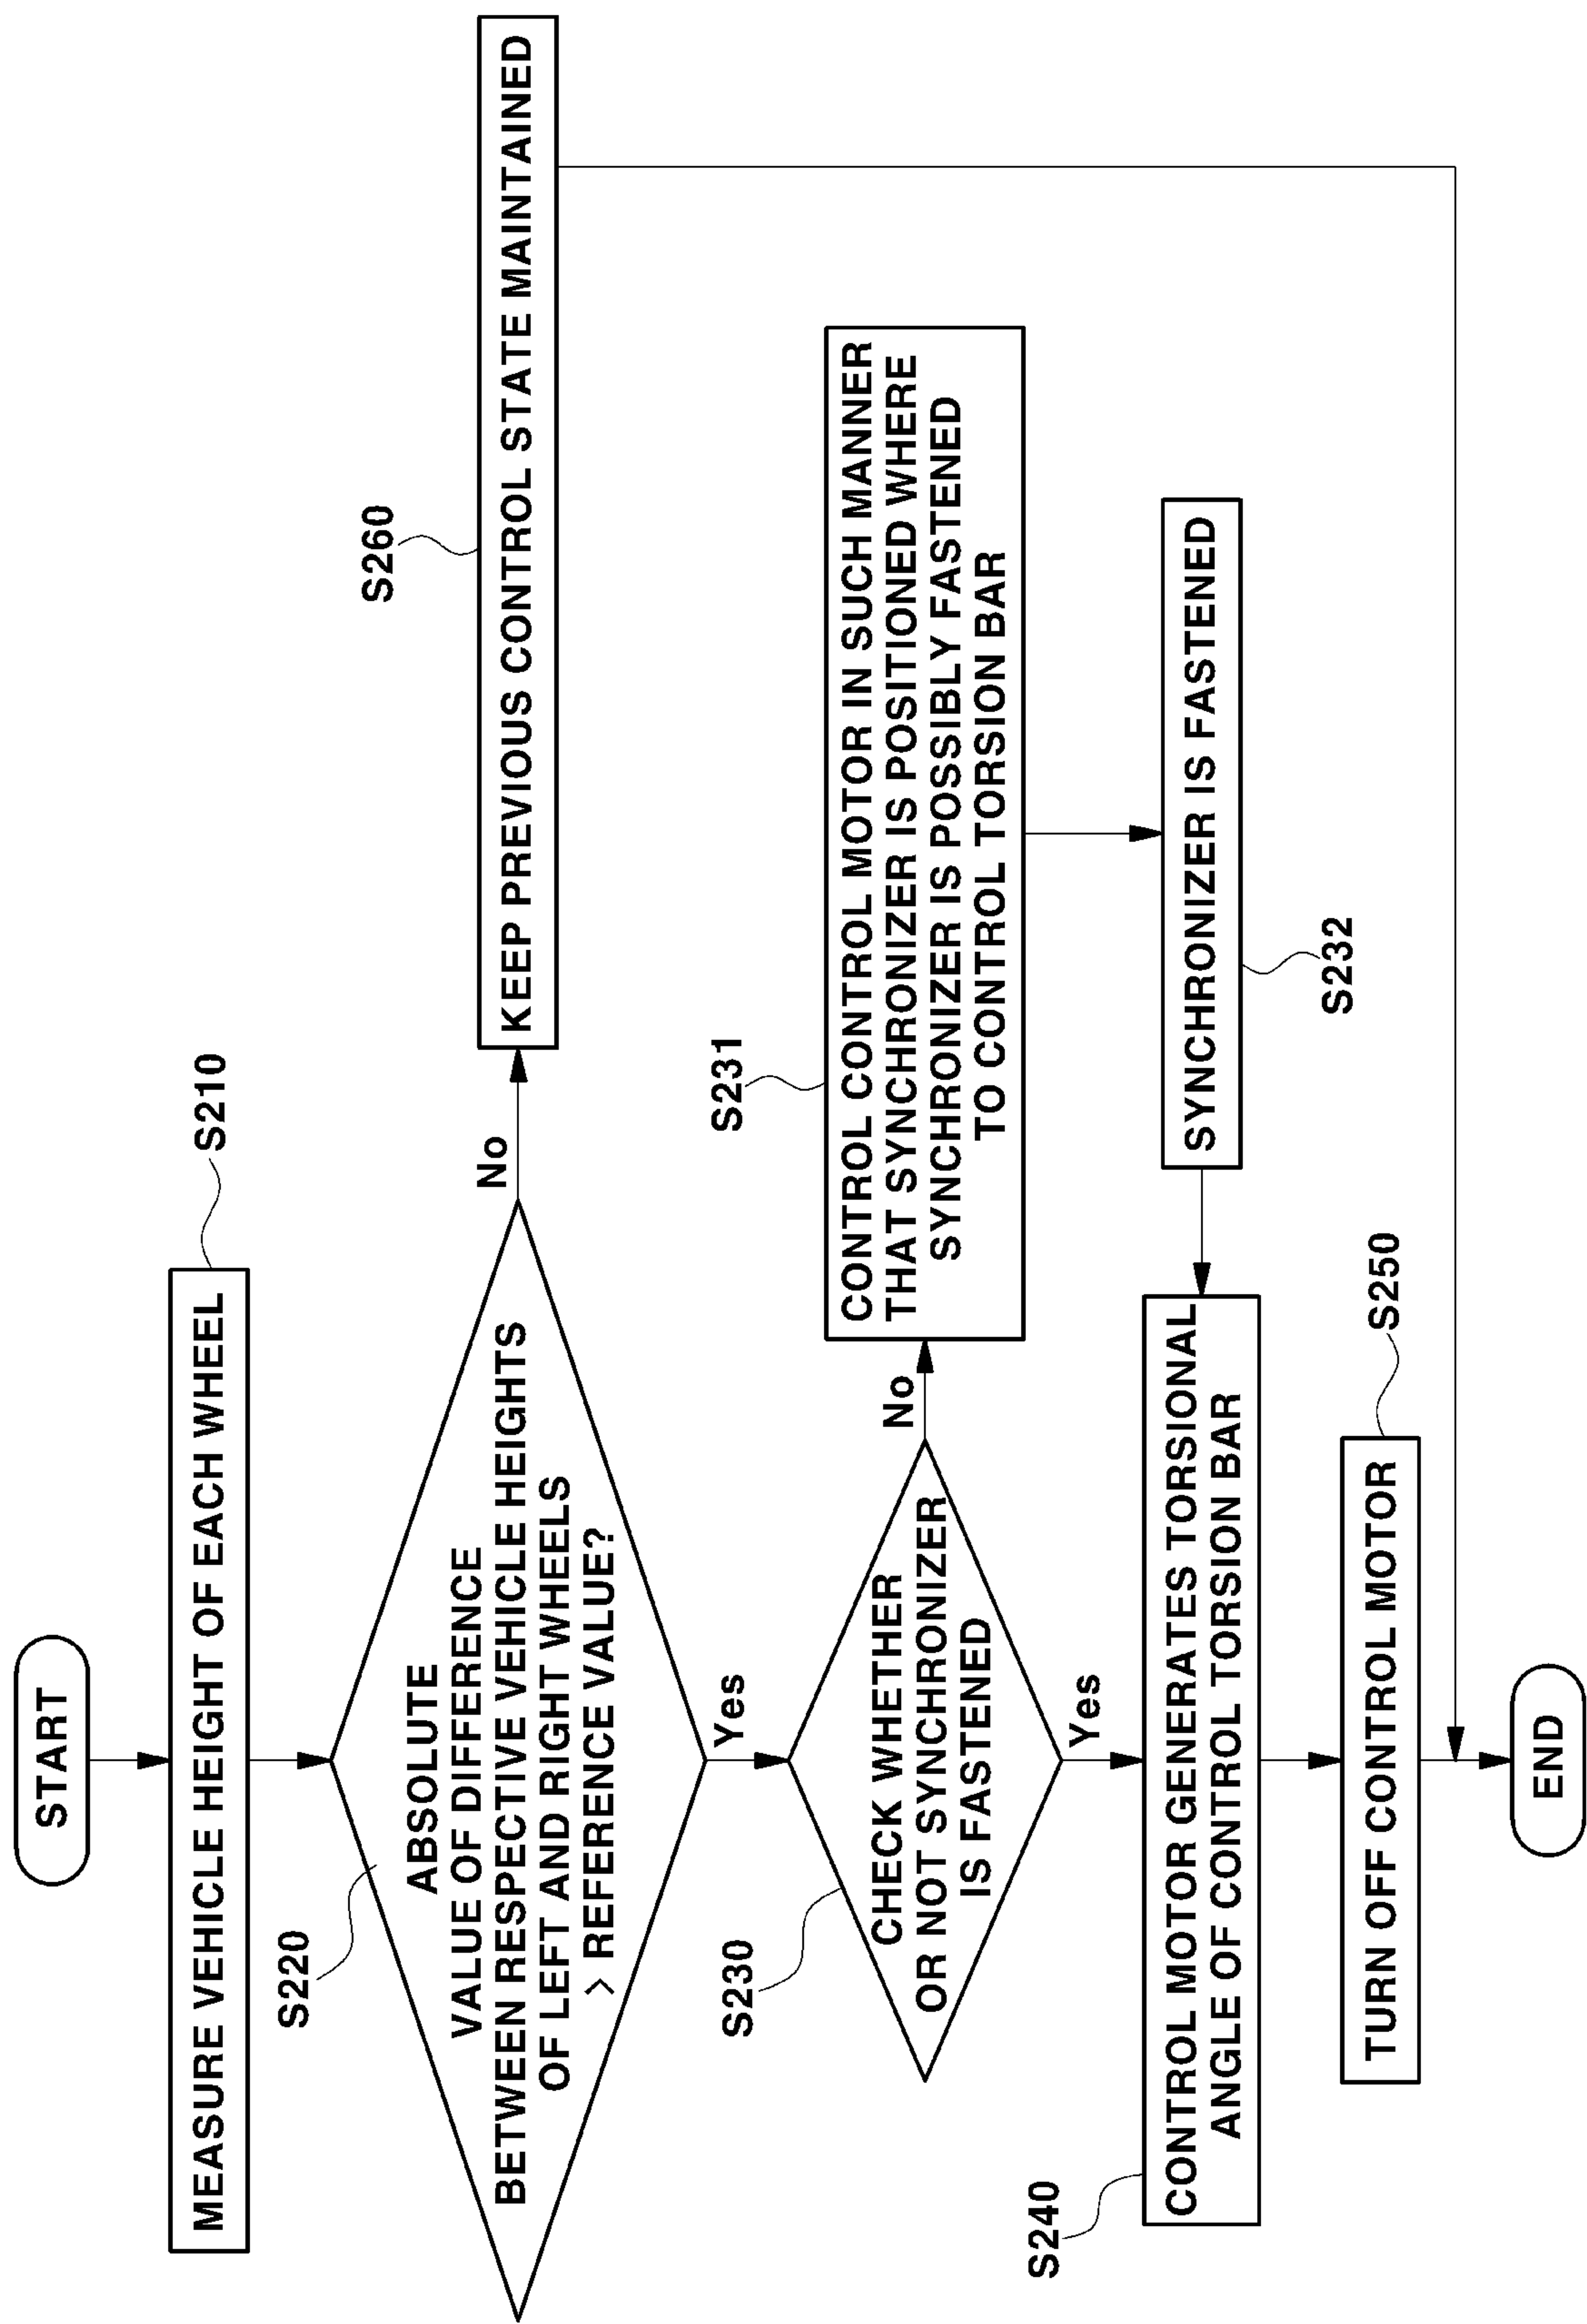 START
MEASURE VEHICLE HEIGHT OF EACH WHEEL
S210
ABSOLUTE
VALUE OF DIFFERENCE
BETWEEN RESPECTIVE VEHICLE HEIGHTS
OF LEFT AND RIGHT WHEELS
> REFERENCE VALUE?
S220
No
KEEP PREVIOUS CONTROL STATE MAINTAINED
S260
Yes
CHECK WHETHER
OR NOT SYNCHRONIZER
IS FASTENED
S230
No
CONTROL CONTROL MOTOR IN SUCH MANNER
THAT SYNCHRONIZER IS POSITIONED WHERE
SYNCHRONIZER IS POSSIBLY FASTENED
TO CONTROL TORSION BAR
S231
SYNCHRONIZER IS FASTENED
S232
Yes
CONTROL MOTOR GENERATES TORSIONAL
ANGLE OF CONTROL TORSION BAR
S240
TURN OFF CONTROL MOTOR
S250
END